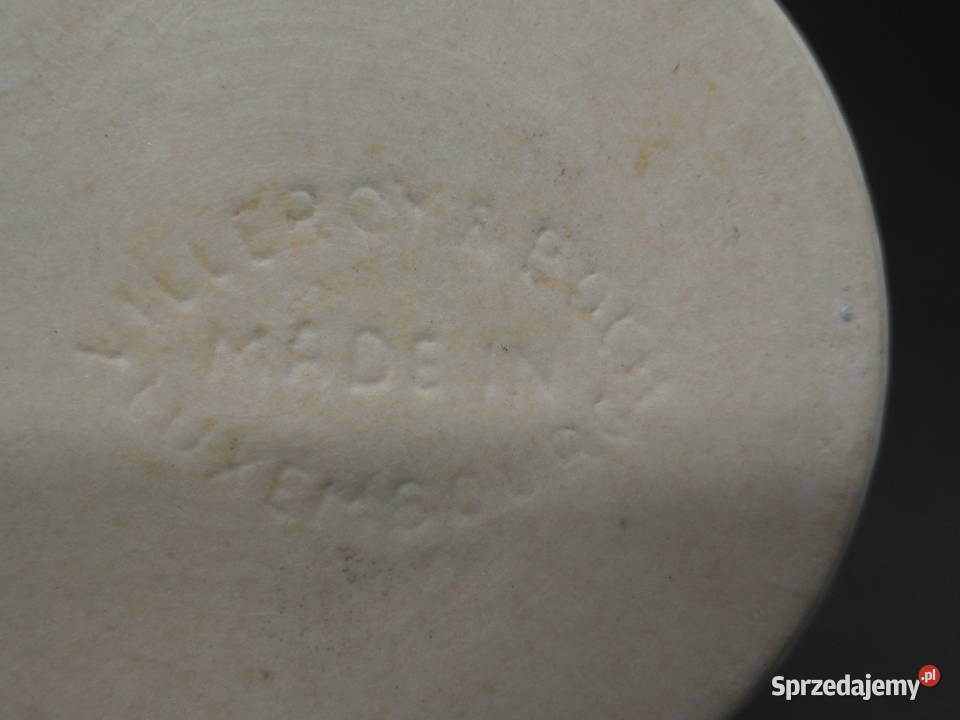 VILLEROY & BOCH
MADE IN
LUXEMBOURG
Sprzedajemy.pl